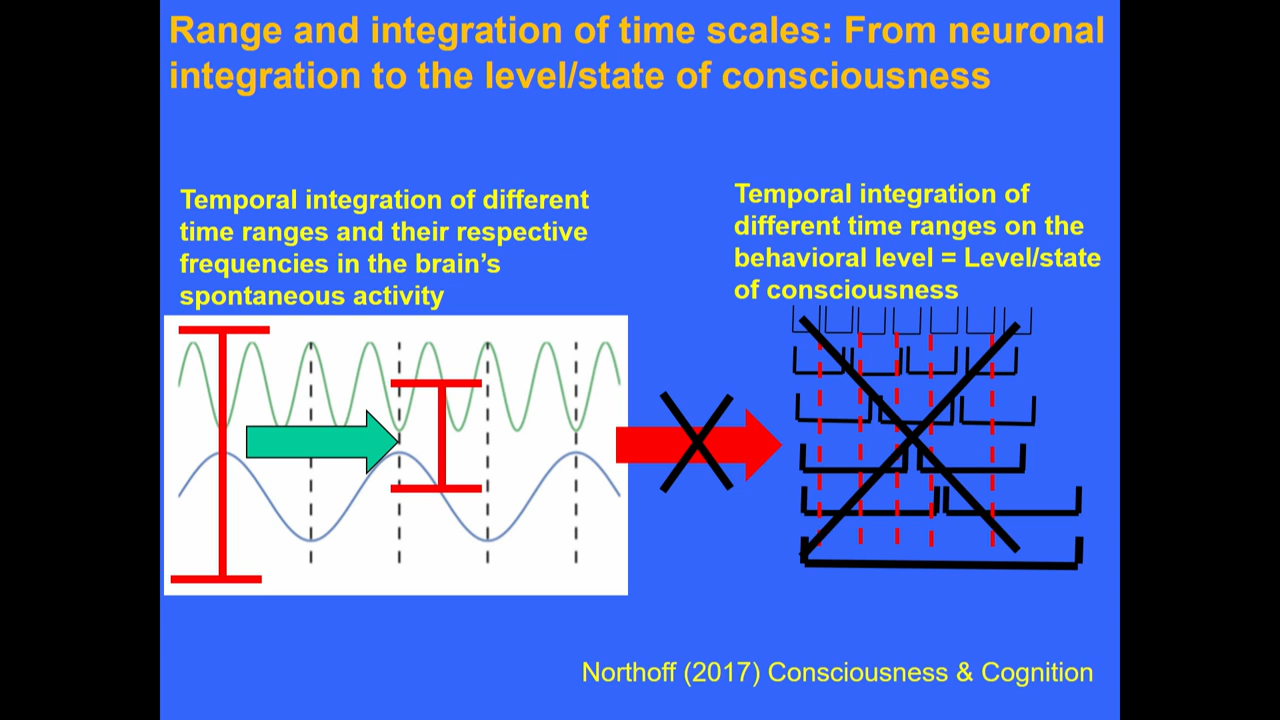 Range and integration of time scales: From neuronal
integration to the level/state of consciousness
Temporal integration of different
time ranges and their respective
frequencies in the brain's
spontaneous activity
Temporal integration of
different time ranges on the
behavioral level = Level/state
of consciousness
Northoff (2017) Consciousness & Cognition